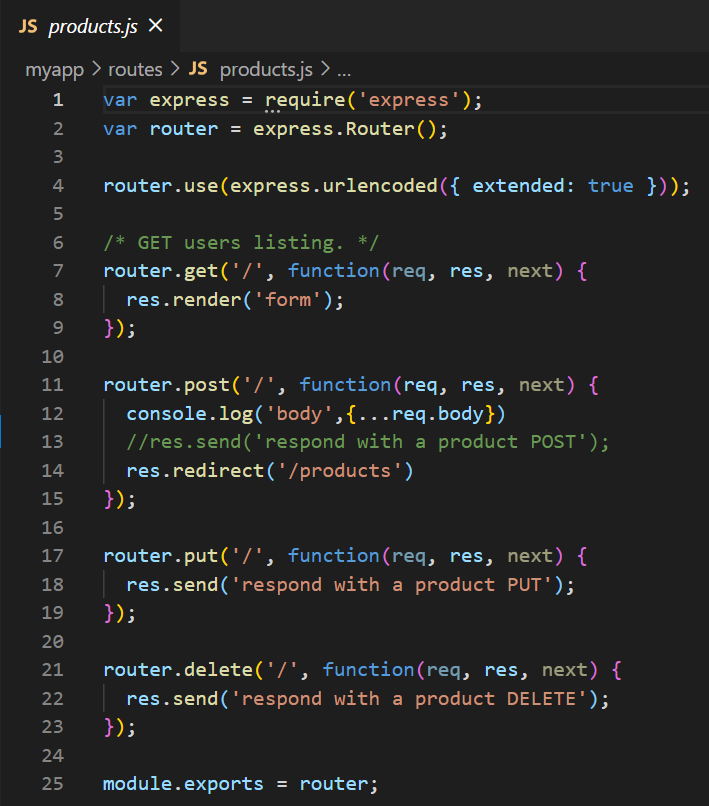 JS products.js ×
myapp > routes > JS products.js > ...
1 var express = require('express');
2 var router = express.Router();
3
4 router.use(express.urlencoded({ extended: true }));
5
6 /* GET users listing. */
7 router.get('/', function(req, res, next) {
8   res.render('form');
9 });
10
11 router.post('/', function(req, res, next) {
12   console.log('body',{...req.body})
13   //res.send('respond with a product POST');
14   res.redirect('/products')
15 });
16
17 router.put('/', function(req, res, next) {
18   res.send('respond with a product PUT');
19 });
20
21 router.delete('/', function(req, res, next) {
22   res.send('respond with a product DELETE');
23 });
24
25 module.exports = router;